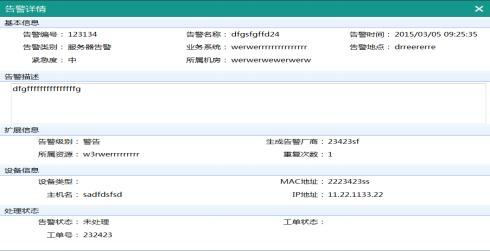 告警详情
基本信息
告警编号： 123134 告警名称： dfgsfgffd24 告警时间： 2015/03/05 09:25:35
告警类别： 服务器告警 业务系统： werwerrrrrrrrrrrrrr 告警地点： drreererre
紧急度： 中 所属机房： werwerwewerwerw
告警描述
dfgfffffffffffffffg
扩展信息
告警级别： 警告 生成告警厂商： 23423sf
所属资源： w3rwerrrrrrrr 重复次数： 1
设备信息
设备类型： MAC地址： 2223423ss
主机名： sadfdsfsd IP地址： 11.22.1133.22
处理状态
告警状态： 未处理 工单状态：
工单号： 232423